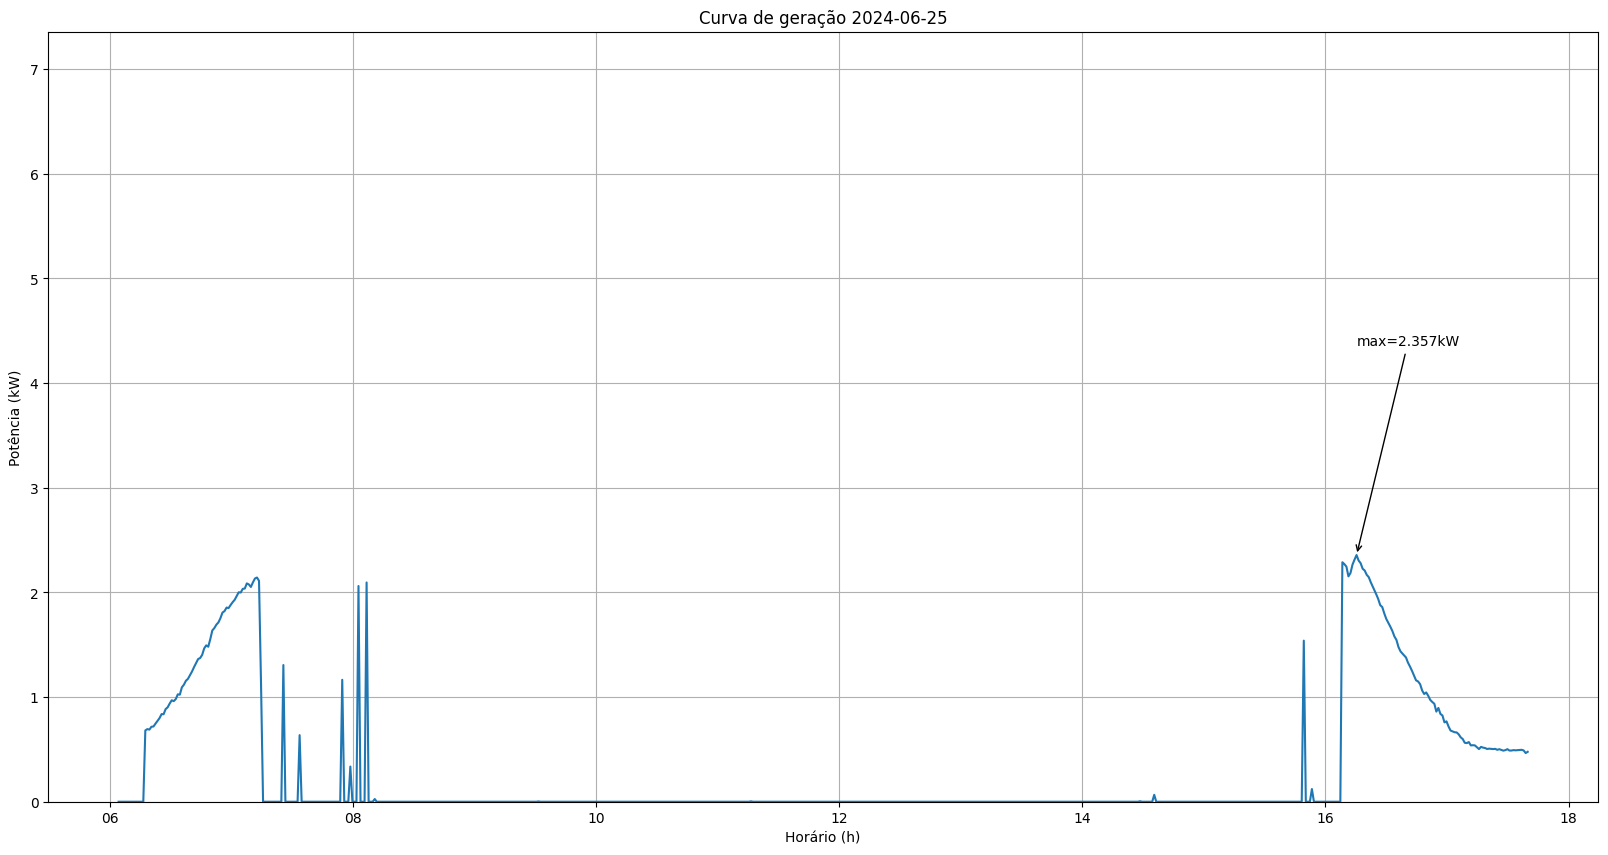 Curva de geração 2024-06-25
Potência (kW)
7
6
5
4
3
2
1
0
max=2.357kW
06 08 10 12 14 16 18
Horário (h)